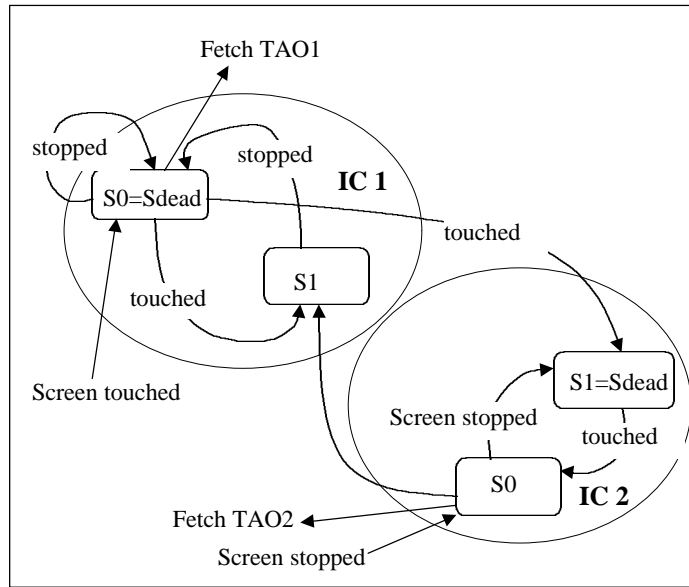 Fetch TAO1
stopped
stopped
IC 1
S0=Sdead
touched
S1
touched
Screen touched
S1=Sdead
Screen stopped
touched
S0
IC 2
Fetch TAO2
Screen stopped